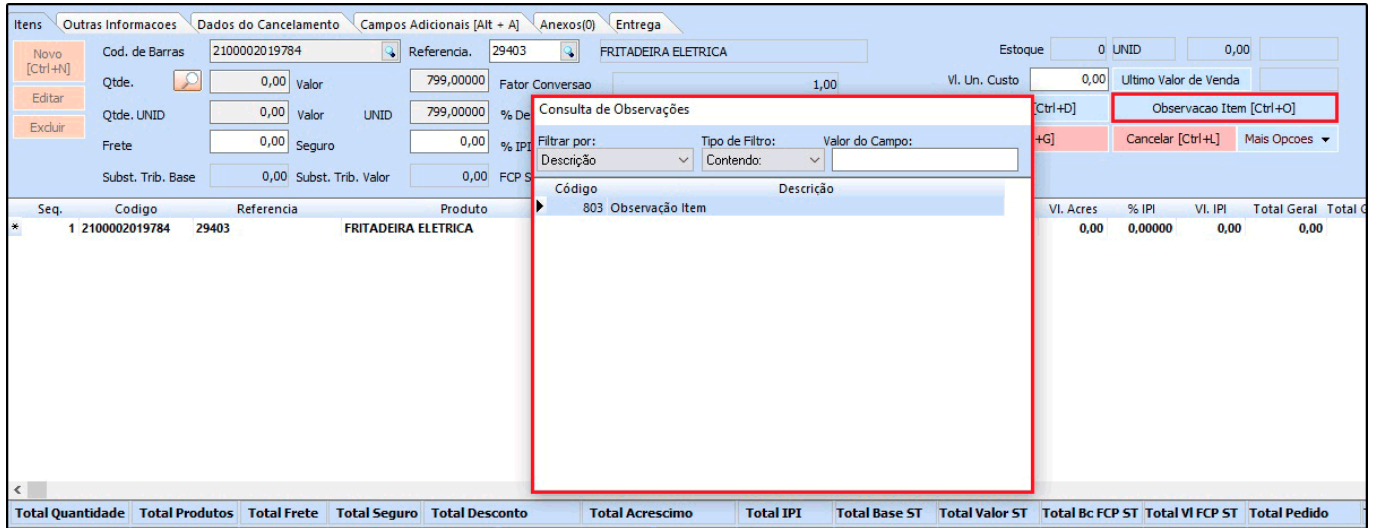 Itens Outras Informacoes Dados do Cancelamento Campos Adicionais [Alt + A] Anexos(0) Entrega
Novo [Ctrl+N] Cod. de Barras 2100002019784 Referencia. 29403 FRITADEIRA ELETRICA Estoque 0 UNID 0,00
Qtde. 0,00 Valor 799,00000 Fator Conversao 1,00 Vl. Un. Custo 0,00 Ultimo Valor de Venda
Editar
Qtde. UNID 0,00 Valor UNID 799,00000 % De Consulta de Observações Ctrl+D] Observacao Item [Ctrl+O]
Excluir
Frete 0,00 Seguro 0,00 % IPI Filtrar por: Tipo de Filtro: Valor do Campo: +G] Cancelar [Ctrl+L] Mais Opcoes
Descrição Contendo:
Subst. Trib. Base 0,00 Subst. Trib. Valor 0,00 FCP S
Código Descrição
Seq. Codigo Referencia Produto 803 Observação Item Vl. Acres % IPI Vl. IPI Total Geral Total
* 1 2100002019784 29403 FRITADEIRA ELETRICA 0,00 0,00000 0,00 0,00
Total Quantidade Total Produtos Total Frete Total Seguro Total Desconto Total Acrescimo Total IPI Total Base ST Total Valor ST Total Bc FCP ST Total Vl FCP ST Total Pedido